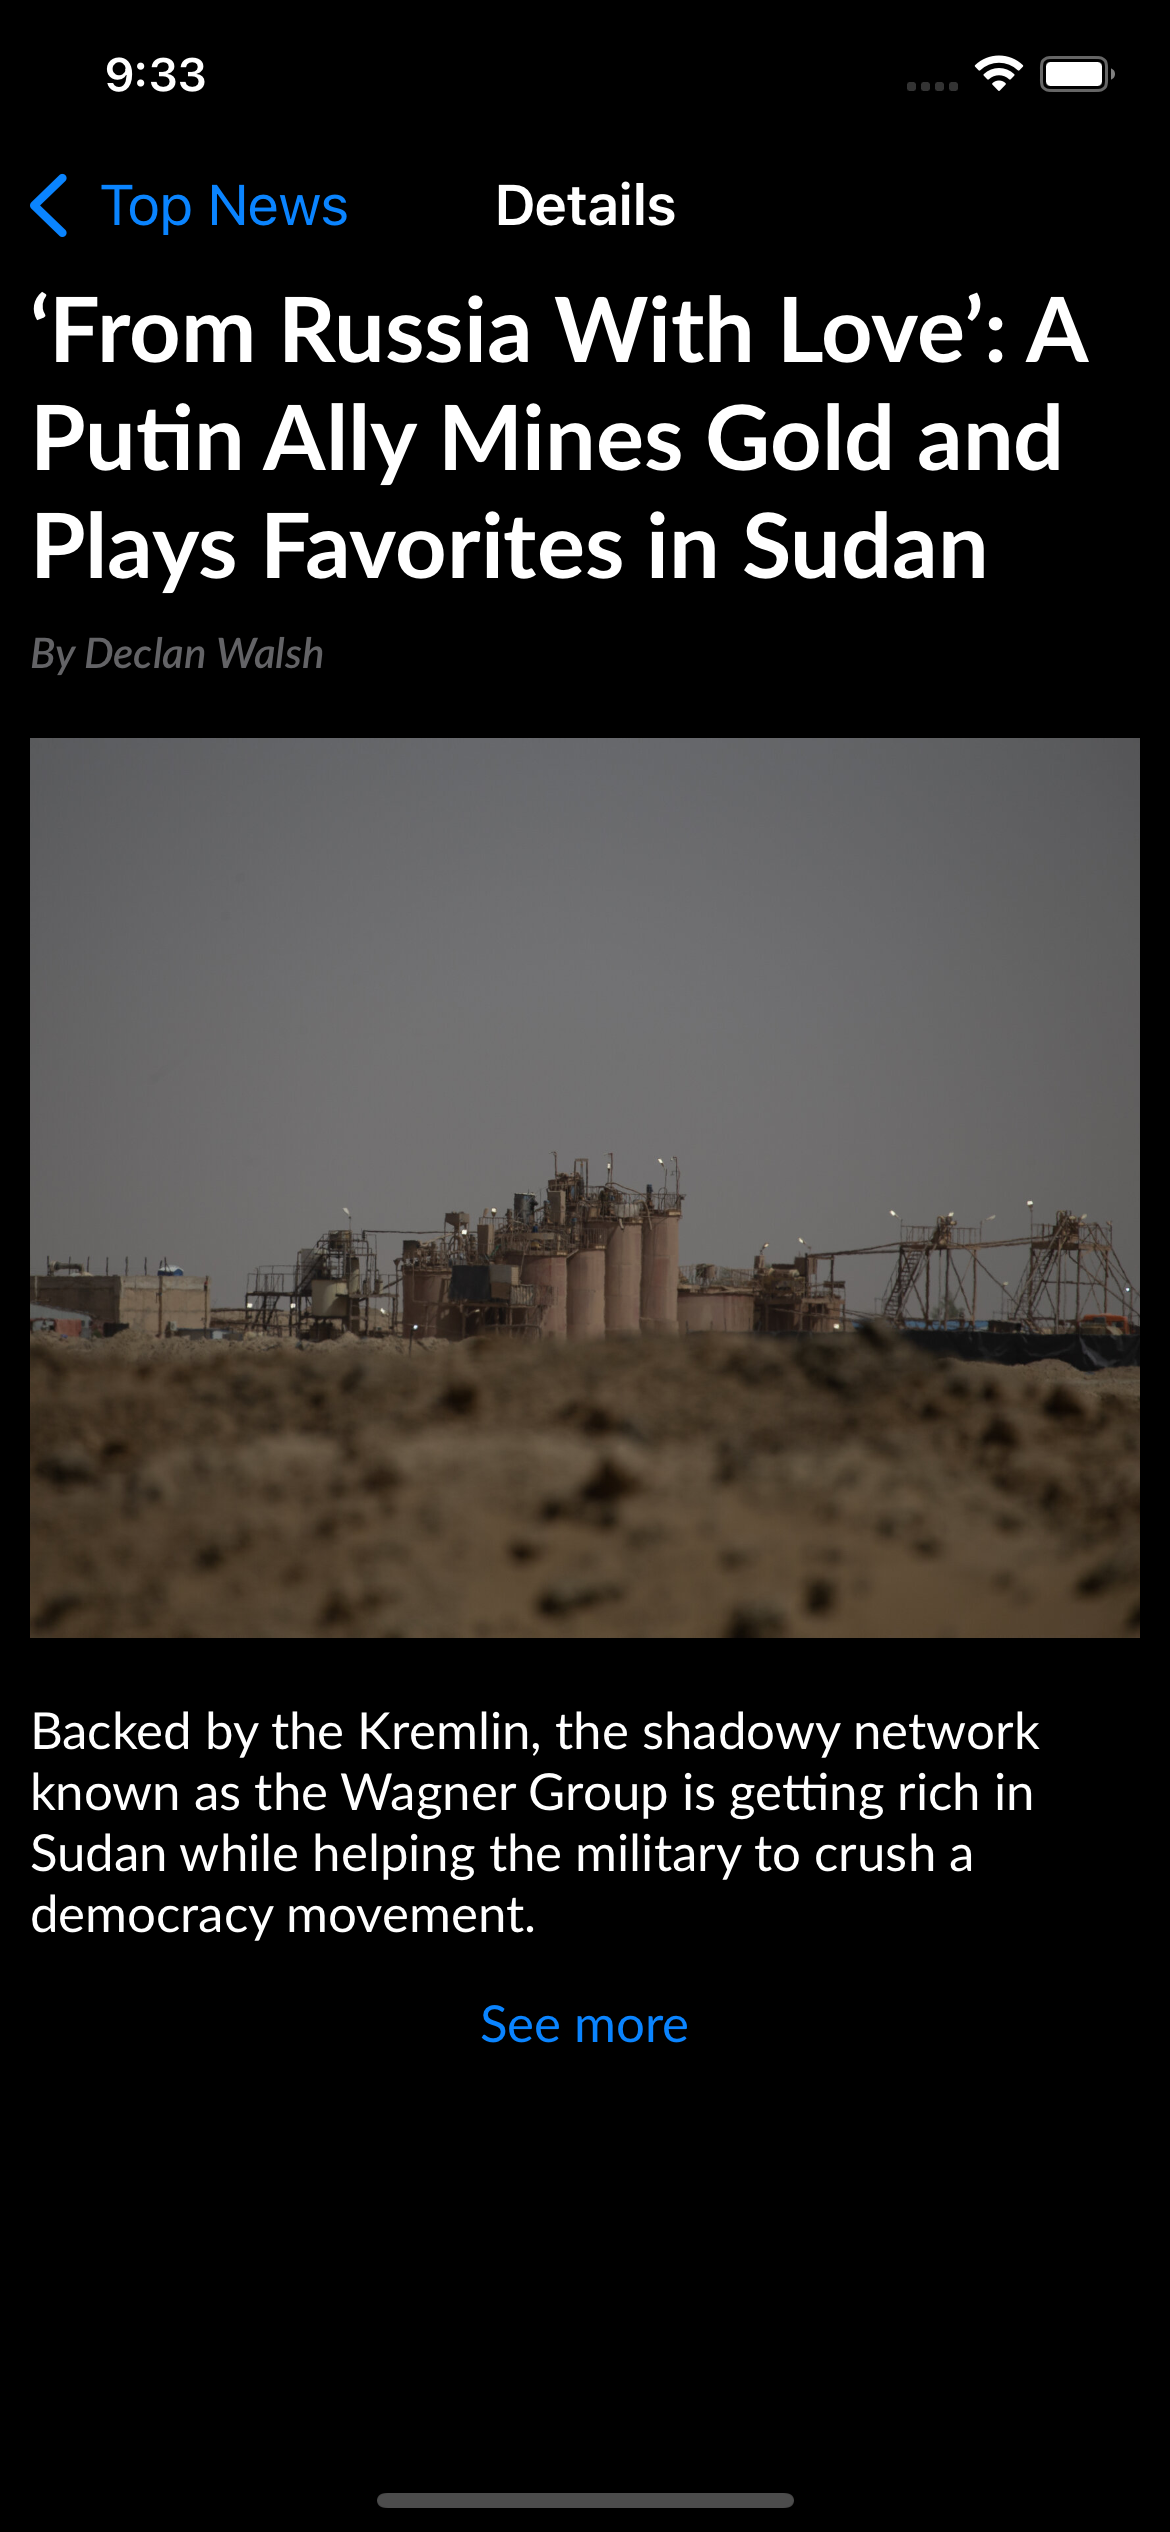 9:33
Top News
Details
‘From Russia With Love’: A
Putin Ally Mines Gold and
Plays Favorites in Sudan
By Declan Walsh
Backed by the Kremlin, the shadowy network
known as the Wagner Group is getting rich in
Sudan while helping the military to crush a
democracy movement.
See more